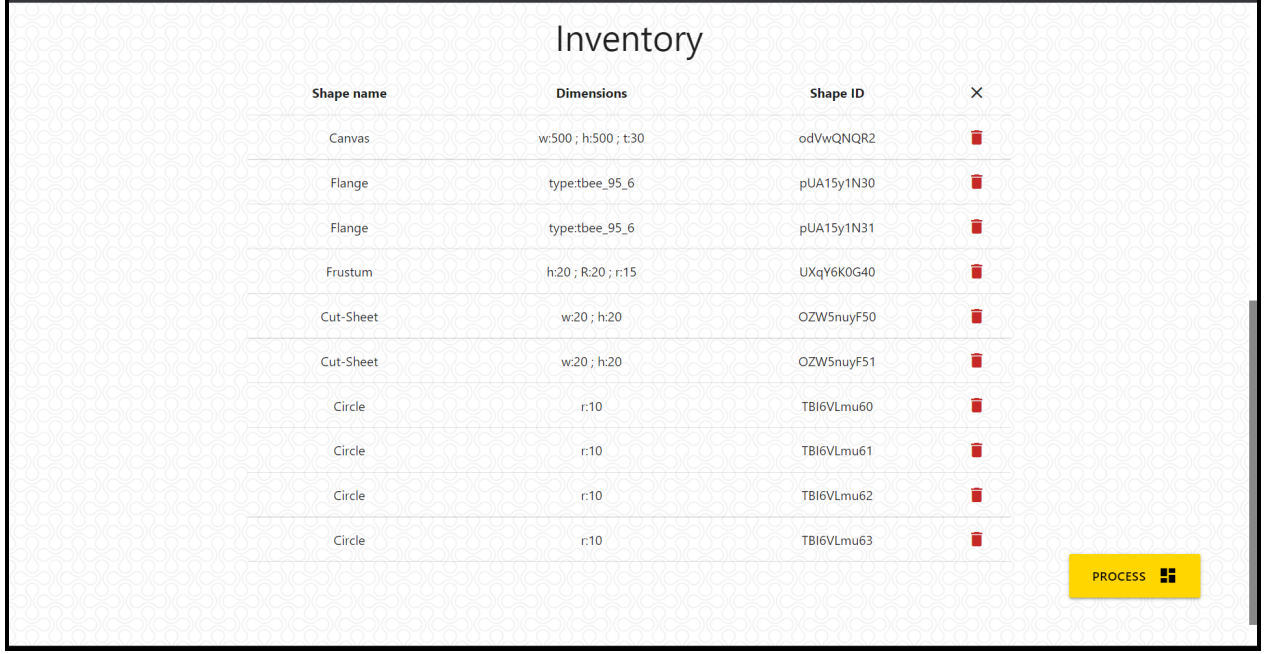 Inventory
Shape name Dimensions Shape ID
Canvas w:500 ; h:500 ; t:30 odVwQNQR2
Flange type:tbee_95_6 pUA15y1N30
Flange type:tbee_95_6 pUA15y1N31
Frustum h:20 ; R:20 ; r:15 UXqY6K0G40
Cut-Sheet w:20 ; h:20 OZW5nuyF50
Cut-Sheet w:20 ; h:20 OZW5nuyF51
Circle r:10 TBI6VLmu60
Circle r:10 TBI6VLmu61
Circle r:10 TBI6VLmu62
Circle r:10 TBI6VLmu63
PROCESS